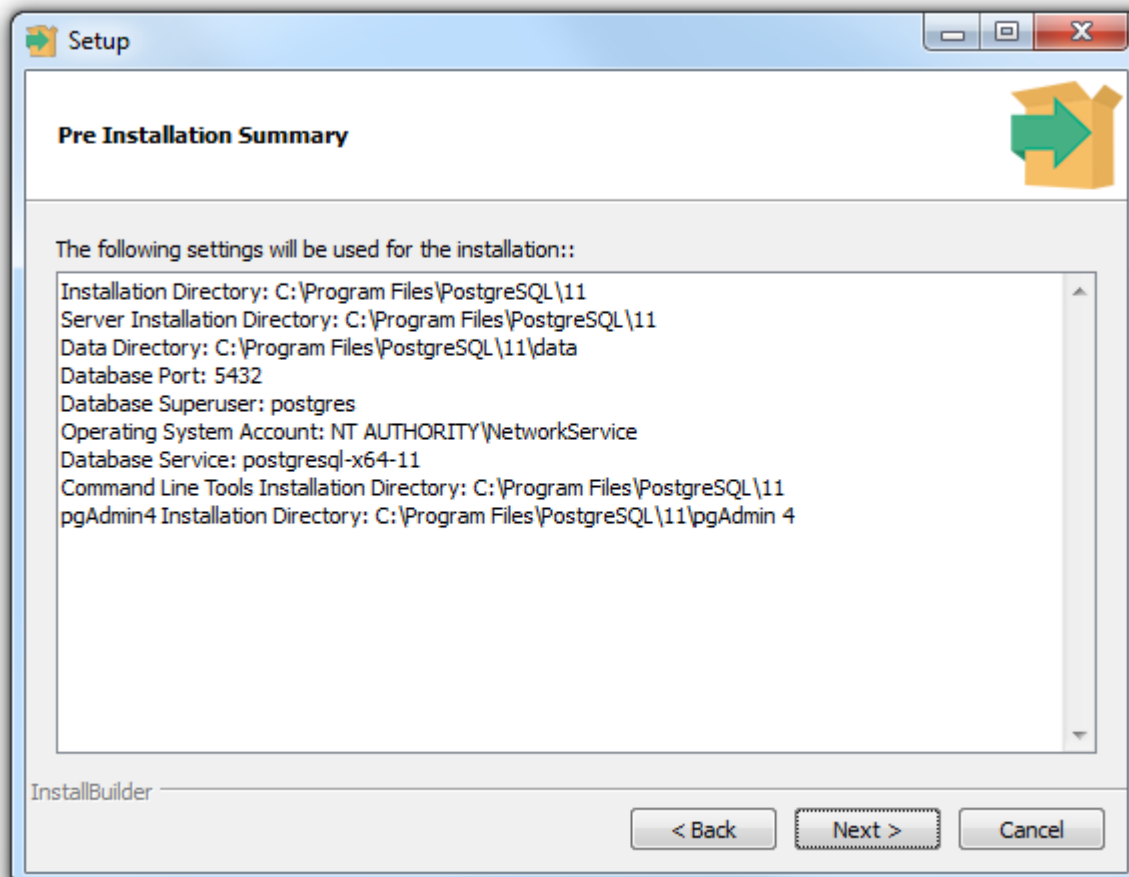 Setup
Pre Installation Summary
The following settings will be used for the installation::
Installation Directory: C:\Program Files\PostgreSQL\11
Server Installation Directory: C:\Program Files\PostgreSQL\11
Data Directory: C:\Program Files\PostgreSQL\11\data
Database Port: 5432
Database Superuser: postgres
Operating System Account: NT AUTHORITY\NetworkService
Database Service: postgresql-x64-11
Command Line Tools Installation Directory: C:\Program Files\PostgreSQL\11
pgAdmin4 Installation Directory: C:\Program Files\PostgreSQL\11\pgAdmin 4
InstallBuilder
< Back Next > Cancel